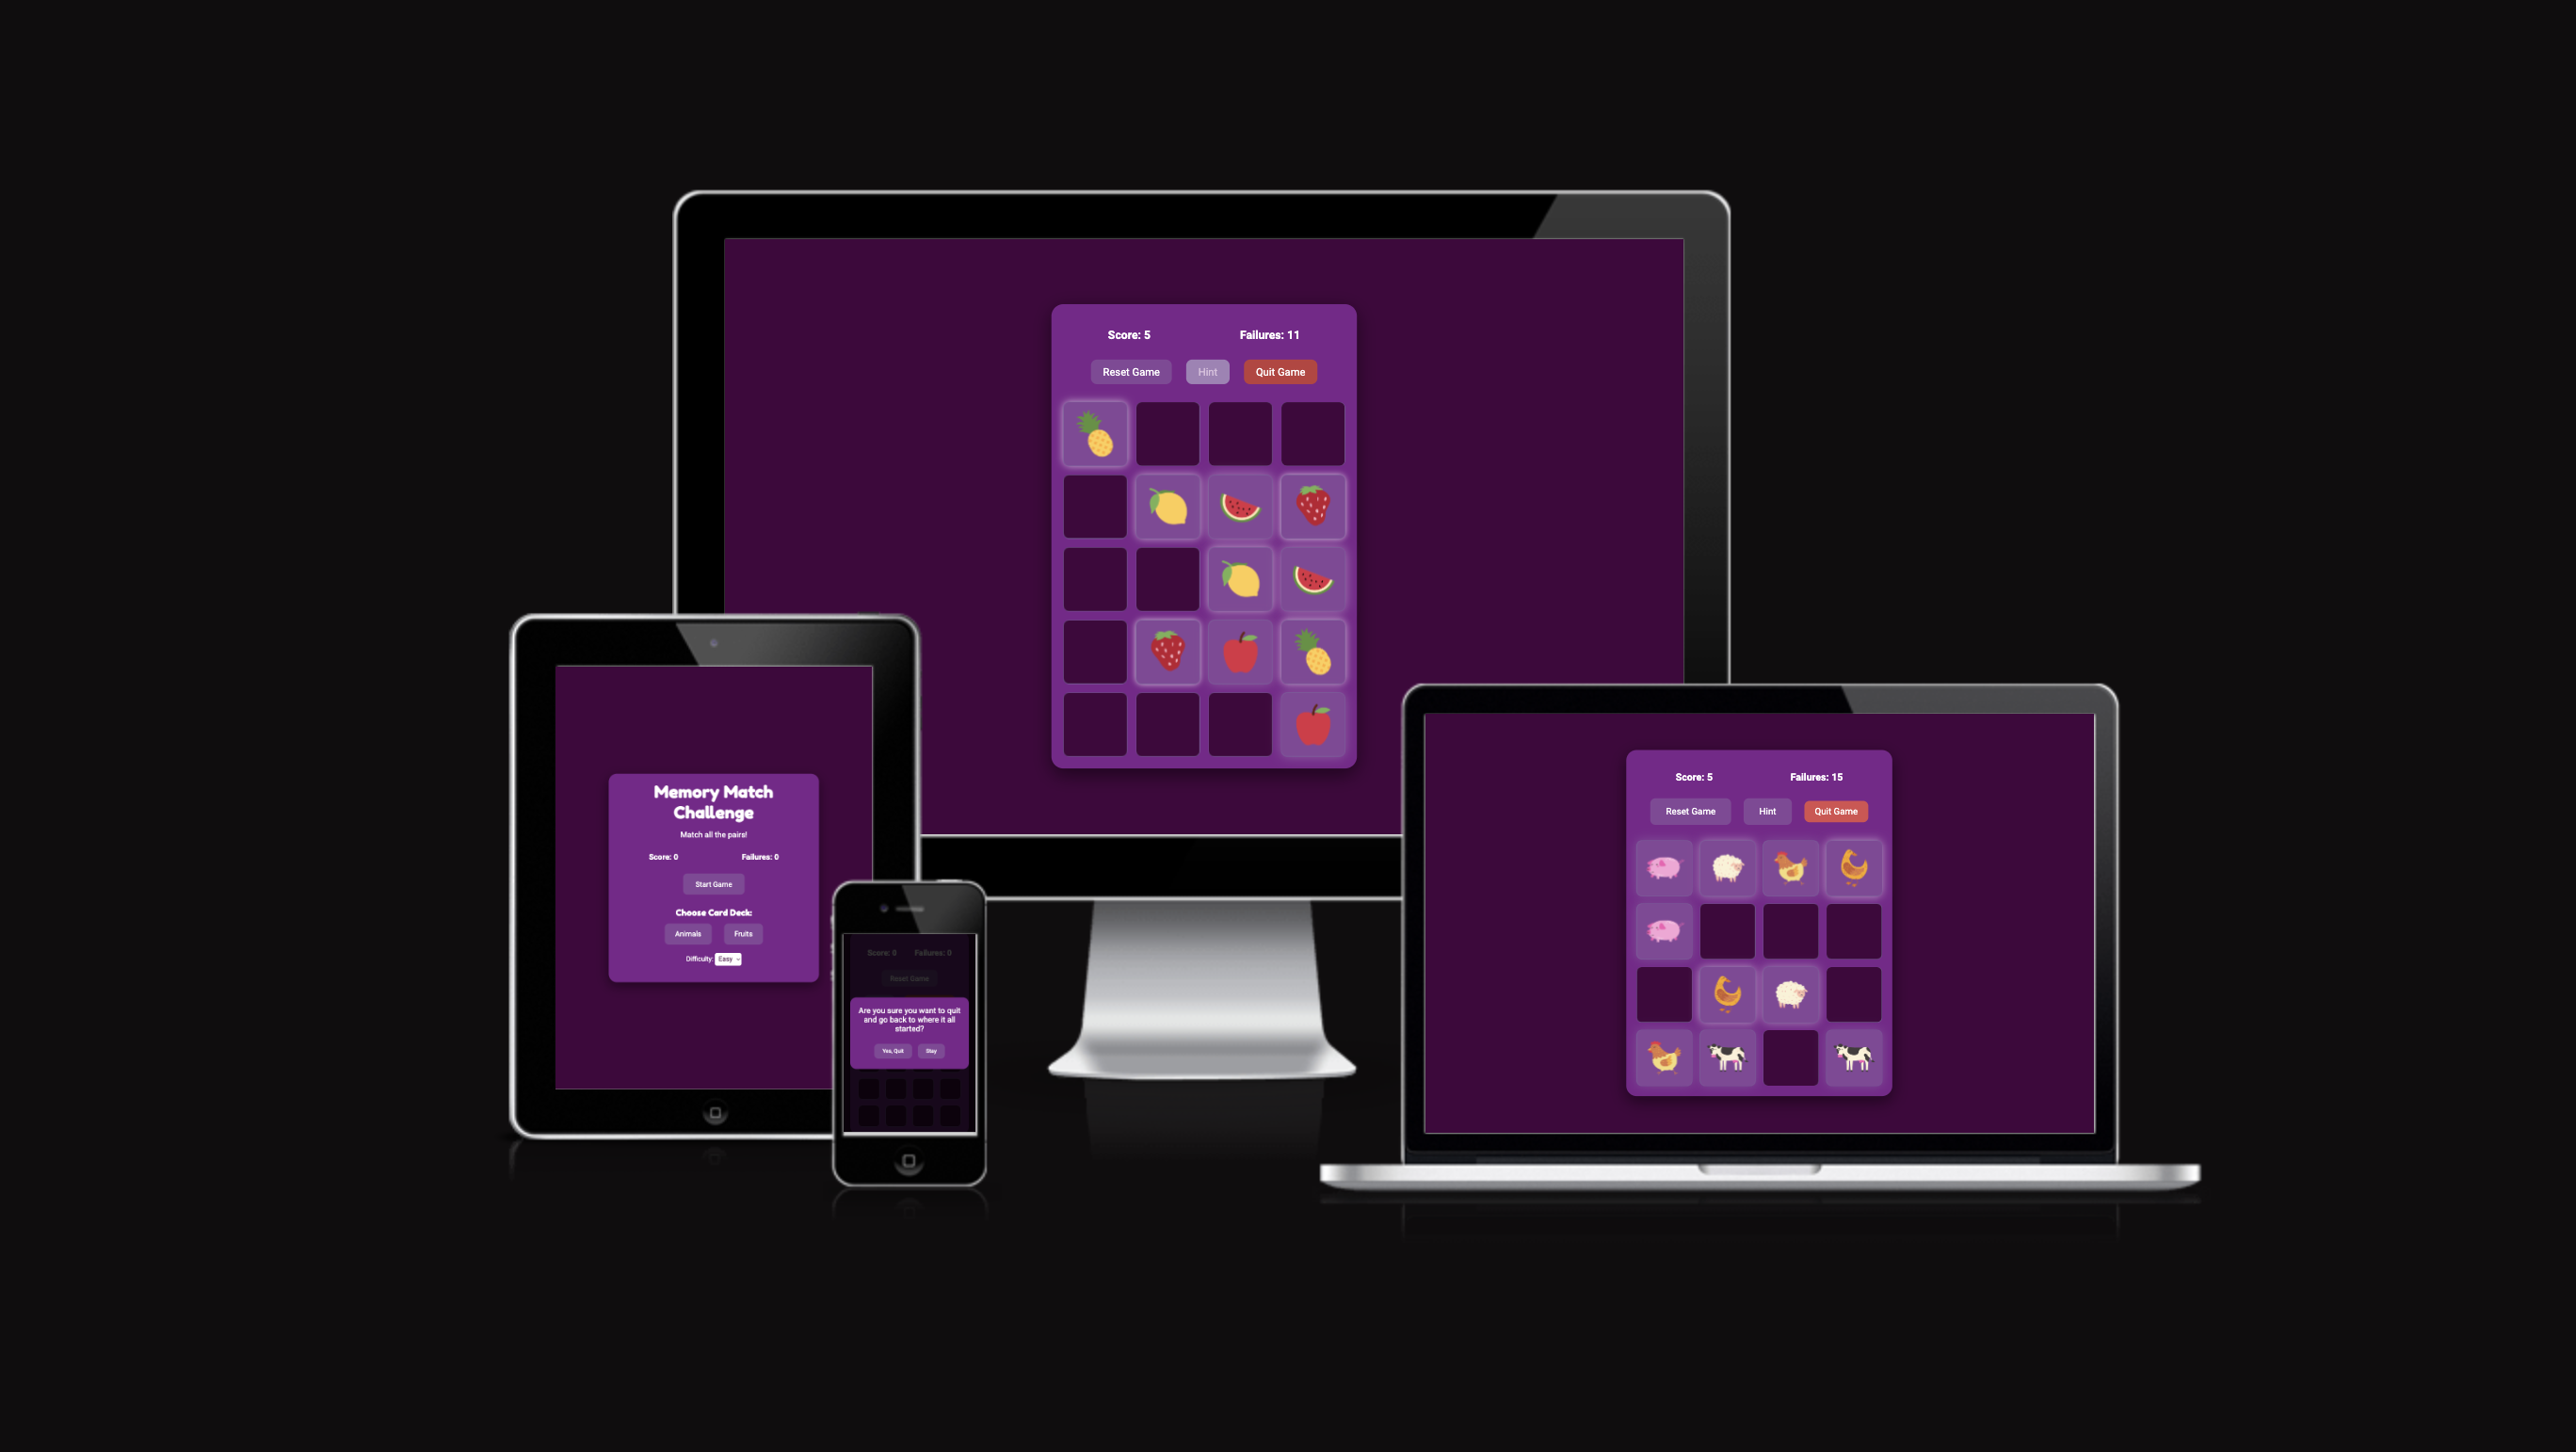 Score: 5 Failures: 11
Reset Game Hint Quit Game
Memory Match
Challenge
Match all the pairs!
Score: 0 Failures: 0
Start Game
Choose Card Deck:
Animals Fruits
Difficulty: Easy
Score: 0 Failures: 0
Reset Game
Are you sure you want to quit
and go back to where it all
started?
Yes, Quit Stay
Score: 5 Failures: 15
Reset Game Hint Quit Game